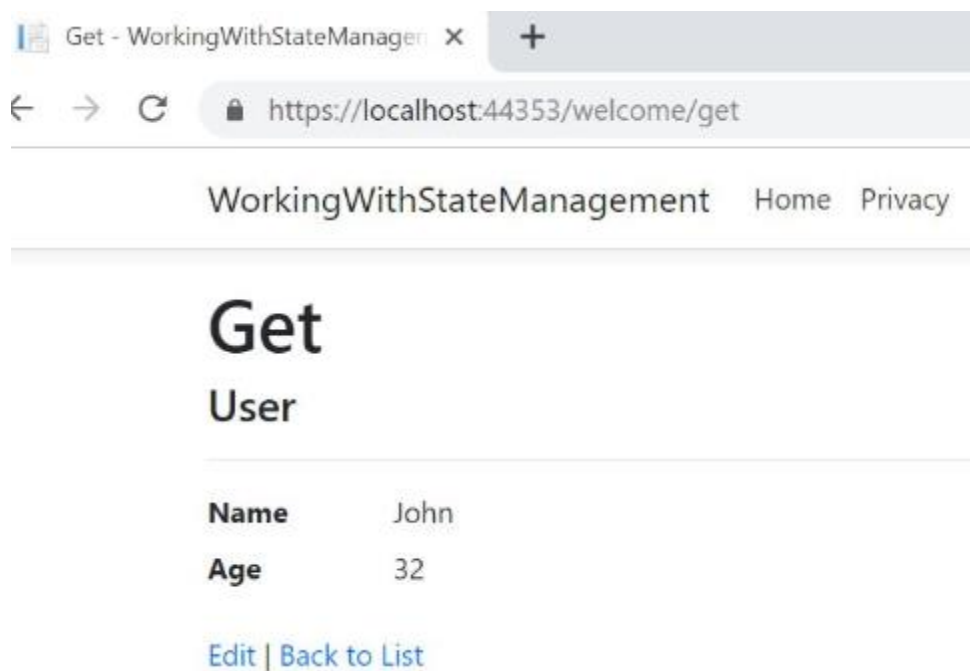 Get - WorkingWithStateManagen
https://localhost:44353/welcome/get
WorkingWithStateManagement Home Privacy
Get
User
Name John
Age 32
Edit | Back to List